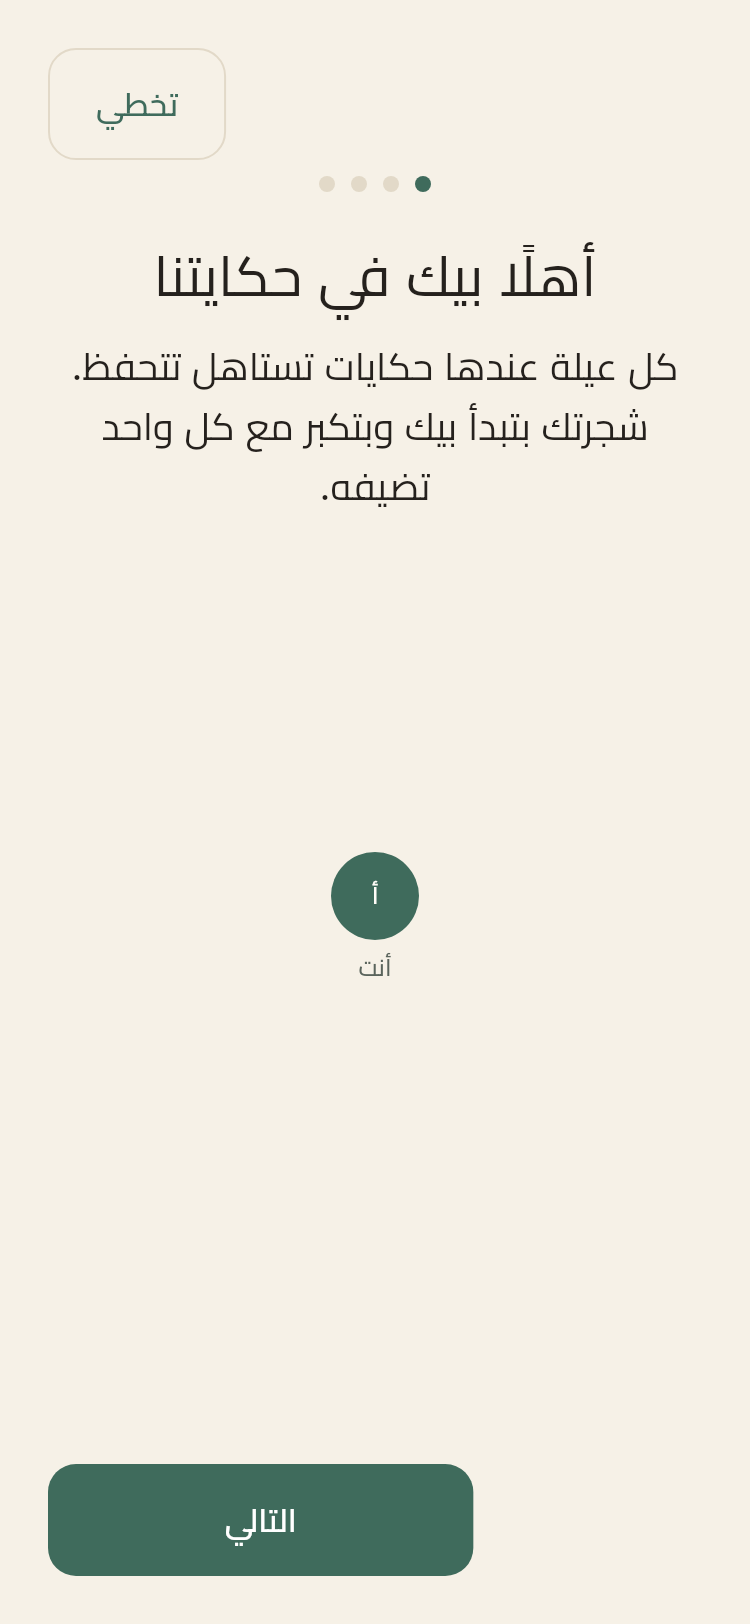 تخطي
أهلًا بيك في حكايتنا
كل عيلة عندها حكايات تستاهل تتحفظ.
شجرتك بتبدأ بيك وبتكبر مع كل واحد
تضيفه.
أ
أنت
التالي